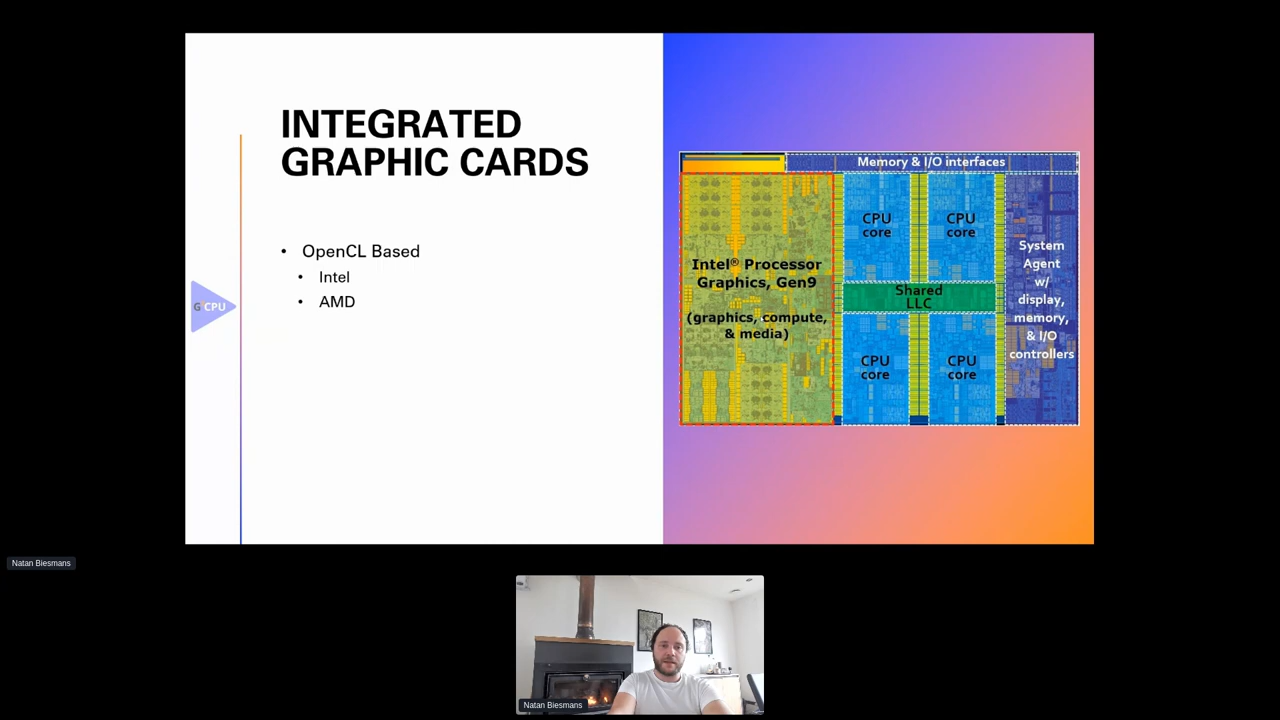 INTEGRATED
GRAPHIC CARDS
• OpenCL Based
• Intel
• AMD
G CPU
Memory & I/O interfaces
Intel® Processor
Graphics, Gen9
(graphics, compute,
& media)
CPU
core
CPU
core
Shared
LLC
CPU
core
CPU
core
System
Agent
w/
display,
memory,
& I/O
controllers
Natan Biesmans
Natan Biesmans